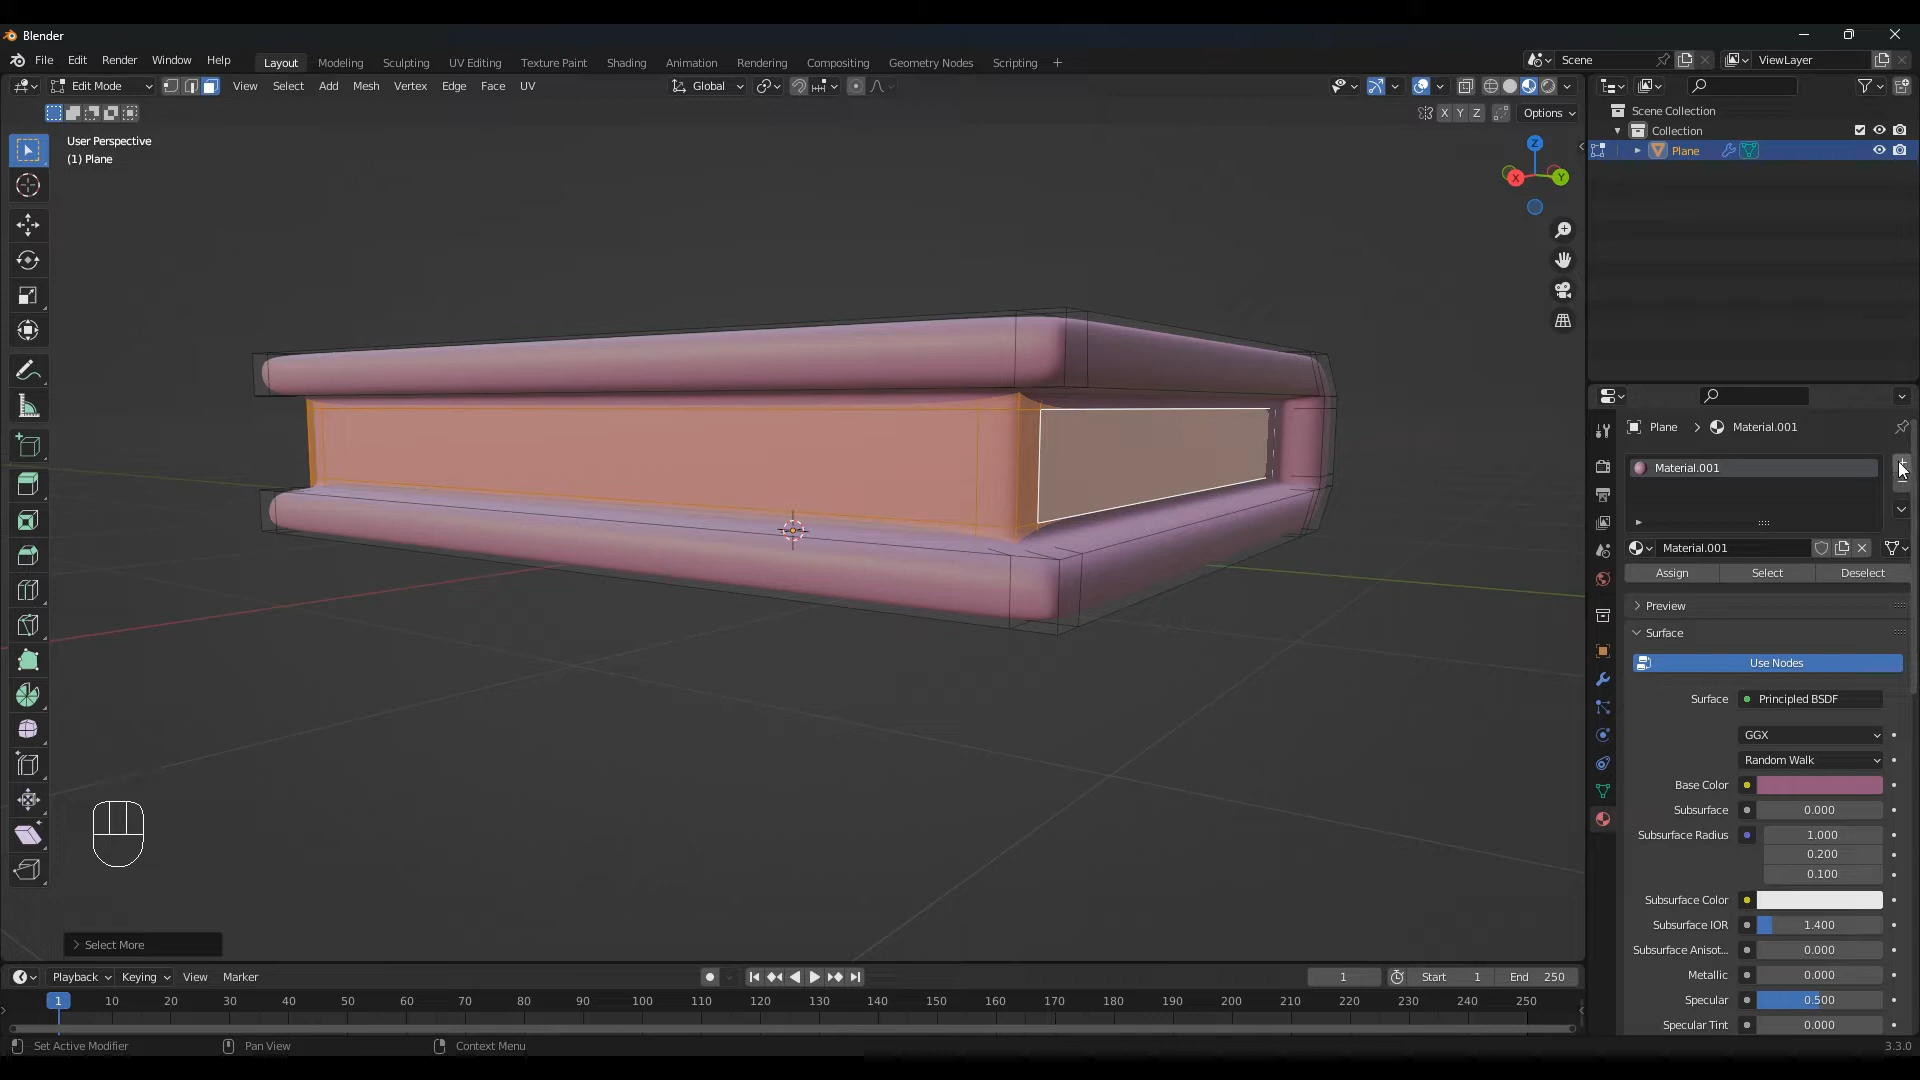 Blender
File Edit Render Window Help Layout Modeling Sculpting UV Editing Texture Paint Shading Animation Rendering Compositing Geometry Nodes Scripting + Scene ViewLayer
Edit Mode View Select Add Mesh Vertex Edge Face UV Global
X Y Z Options
User Perspective
(1) Plane
Z
X Y
Scene Collection
Collection
Plane
Plane > Material.001
Material.001
Material.001
Assign Select Deselect
Preview
Surface
Use Nodes
Surface Principled BSDF
GGX
Random Walk
Base Color
Subsurface 0.000
Subsurface Radius 1.000
0.200
0.100
Subsurface Color
Subsurface IOR 1.400
Subsurface Anisot... 0.000
Metallic 0.000
Specular 0.500
Specular Tint 0.000
> Select More
Playback Keying View Marker 1 Start 1 End 250
1 10 20 30 40 50 60 70 80 90 100 110 120 130 140 150 160 170 180 190 200 210 220 230 240 250
Set Active Modifier Pan View Context Menu 3.3.0